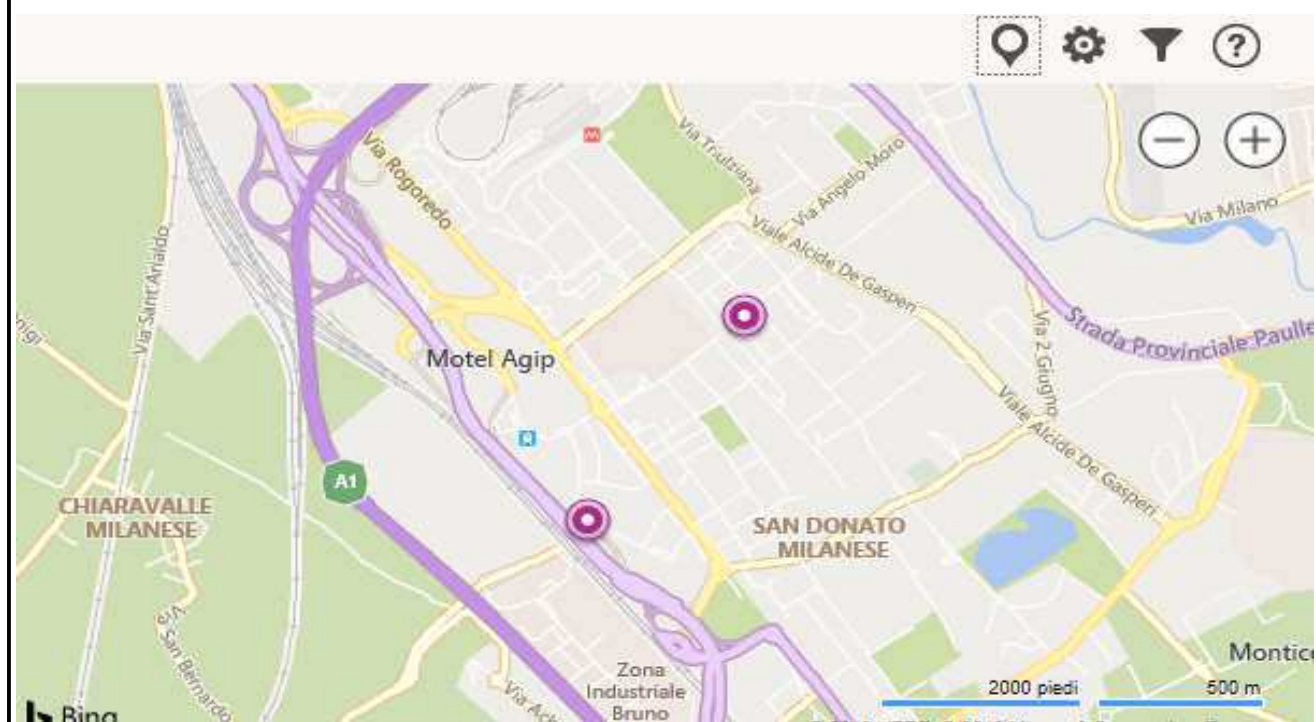 ?
M
Via Rogoredo
Via Triulziana
Via Angelo Moro
Via Milano
Via Sant'Arialdo
Viale Alcide De Gasperi
Strada Provinciale Paulle
Via 2 Giugno
Motel Agip
Viale Alcide De Gasperi
A1
CHIARAVALLE
MILANESE
SAN DONATO
MILANESE
Via San Bernardo
Zona
Industriale
Bruno
Montico
2000 piedi
500 m
Bing